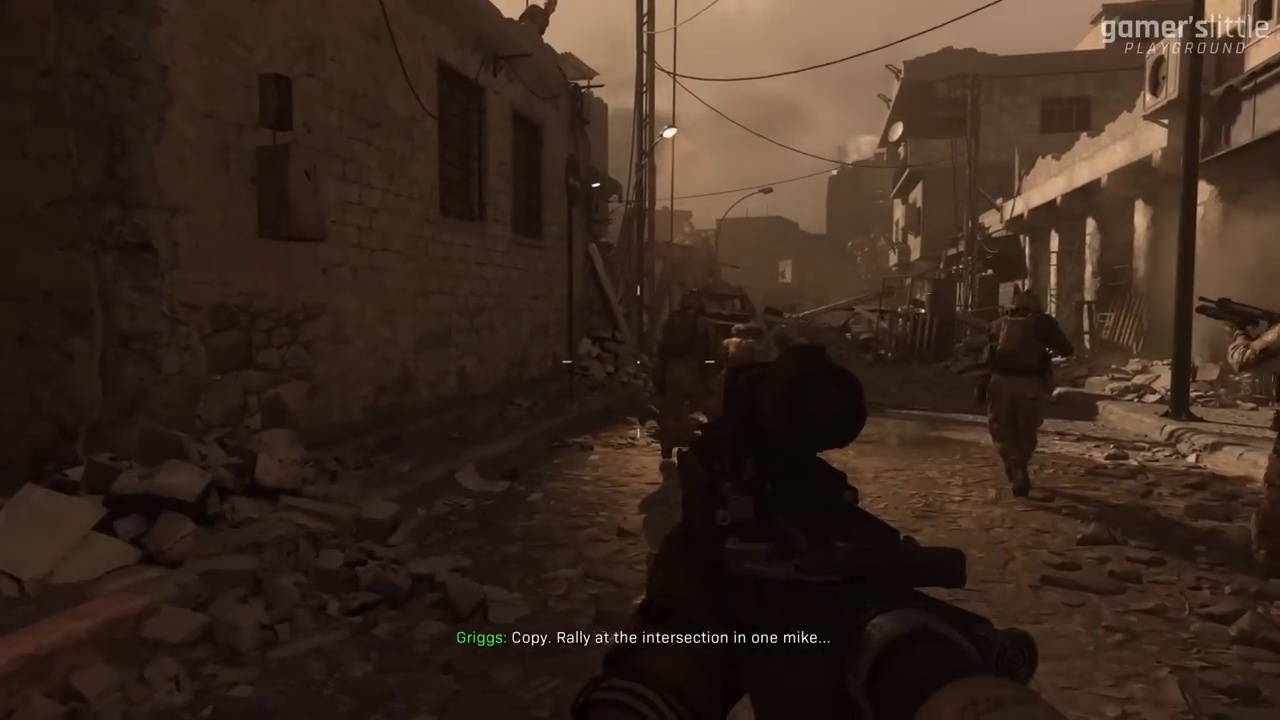 gamer'slittle
PLAYGROUND
Griggs: Copy. Rally at the intersection in one mike...